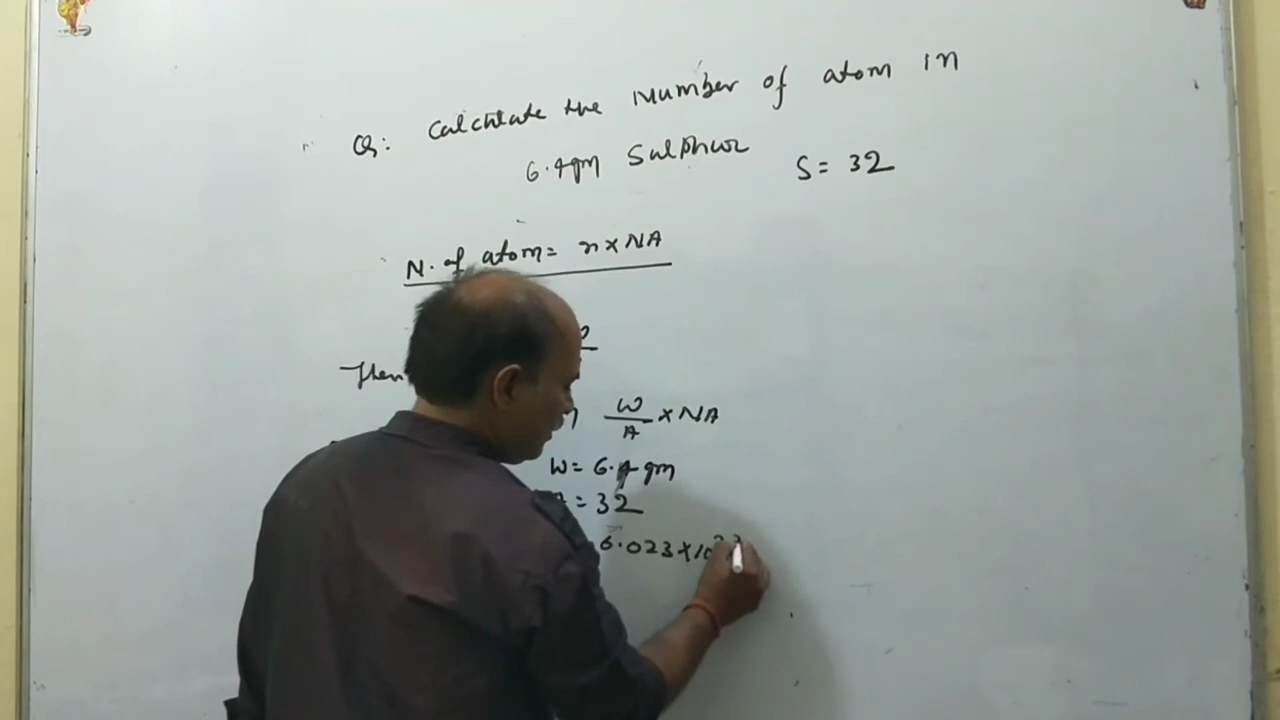 Q: Calculate the Number of atom in
6.4gm Sulphur S = 32
N. of atom = n × NA
Then
W/A × NA
W = 6.4 gm
= 32
6.023 × 10